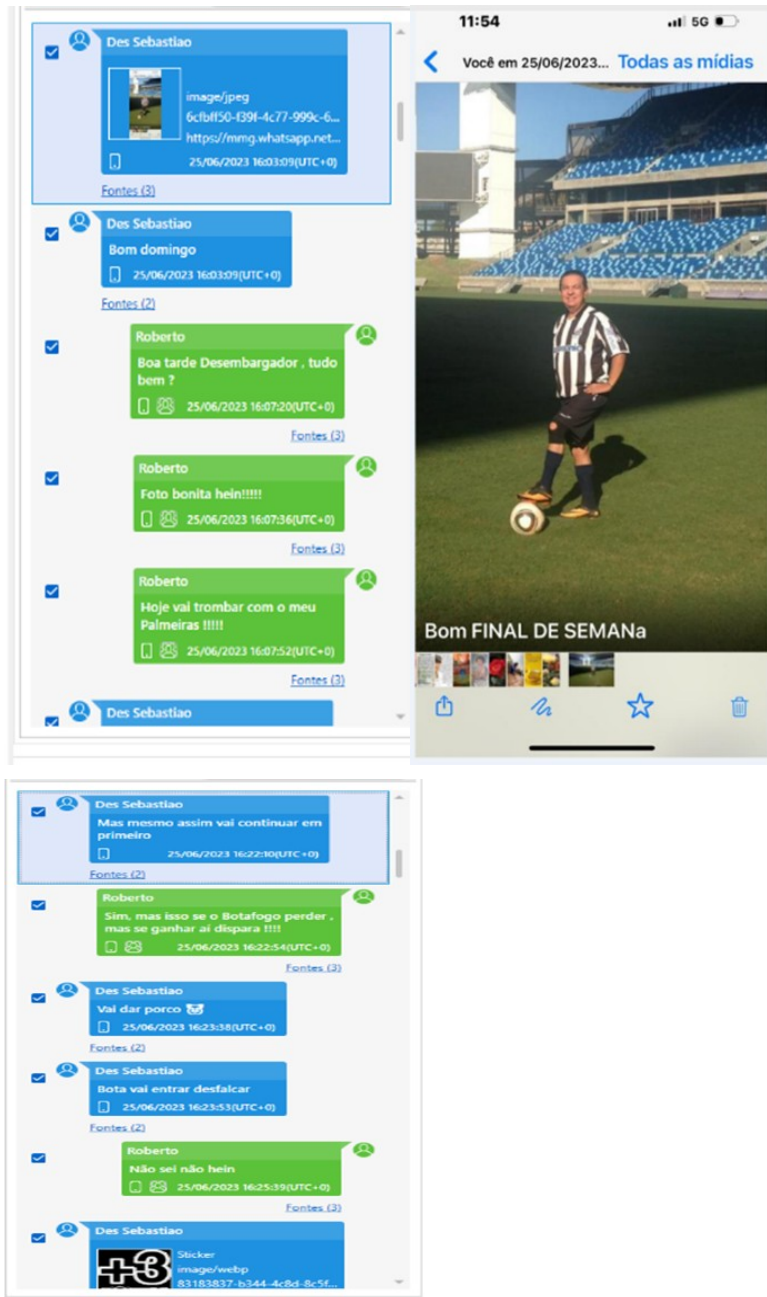 Des Sebastiao
image/jpeg
6cfbff50-f39f-4c77-999c-6...
https://mmg.whatsapp.net...
25/06/2023 16:03:09(UTC+0)
Fontes (3)
Des Sebastiao
Bom domingo
25/06/2023 16:03:09(UTC+0)
Fontes (2)
Roberto
Boa tarde Desembargador , tudo
bem ?
25/06/2023 16:07:20(UTC+0)
Fontes (3)
Roberto
Foto bonita hein!!!!!
25/06/2023 16:07:36(UTC+0)
Fontes (3)
Roberto
Hoje vai trombar com o meu
Palmeiras !!!!!
25/06/2023 16:07:52(UTC+0)
Fontes (3)
Des Sebastiao
11:54
5G
Você em 25/06/2023... Todas as mídias
Bom FINAL DE SEMANa
Des Sebastiao
Mas mesmo assim vai continuar em
primeiro
25/06/2023 16:22:10(UTC+0)
Fontes (2)
Roberto
Sim, mas isso se o Botafogo perder ,
mas se ganhar aí dispara !!!!
25/06/2023 16:22:54(UTC+0)
Fontes (3)
Des Sebastiao
Vai dar porco 🐷
25/06/2023 16:23:38(UTC+0)
Fontes (2)
Des Sebastiao
Bota vai entrar desfalcar
25/06/2023 16:23:53(UTC+0)
Fontes (2)
Roberto
Não sei não hein
25/06/2023 16:25:39(UTC+0)
Fontes (3)
Des Sebastiao
+3
Sticker
image/webp
83183837-b344-4c8d-8c5f...